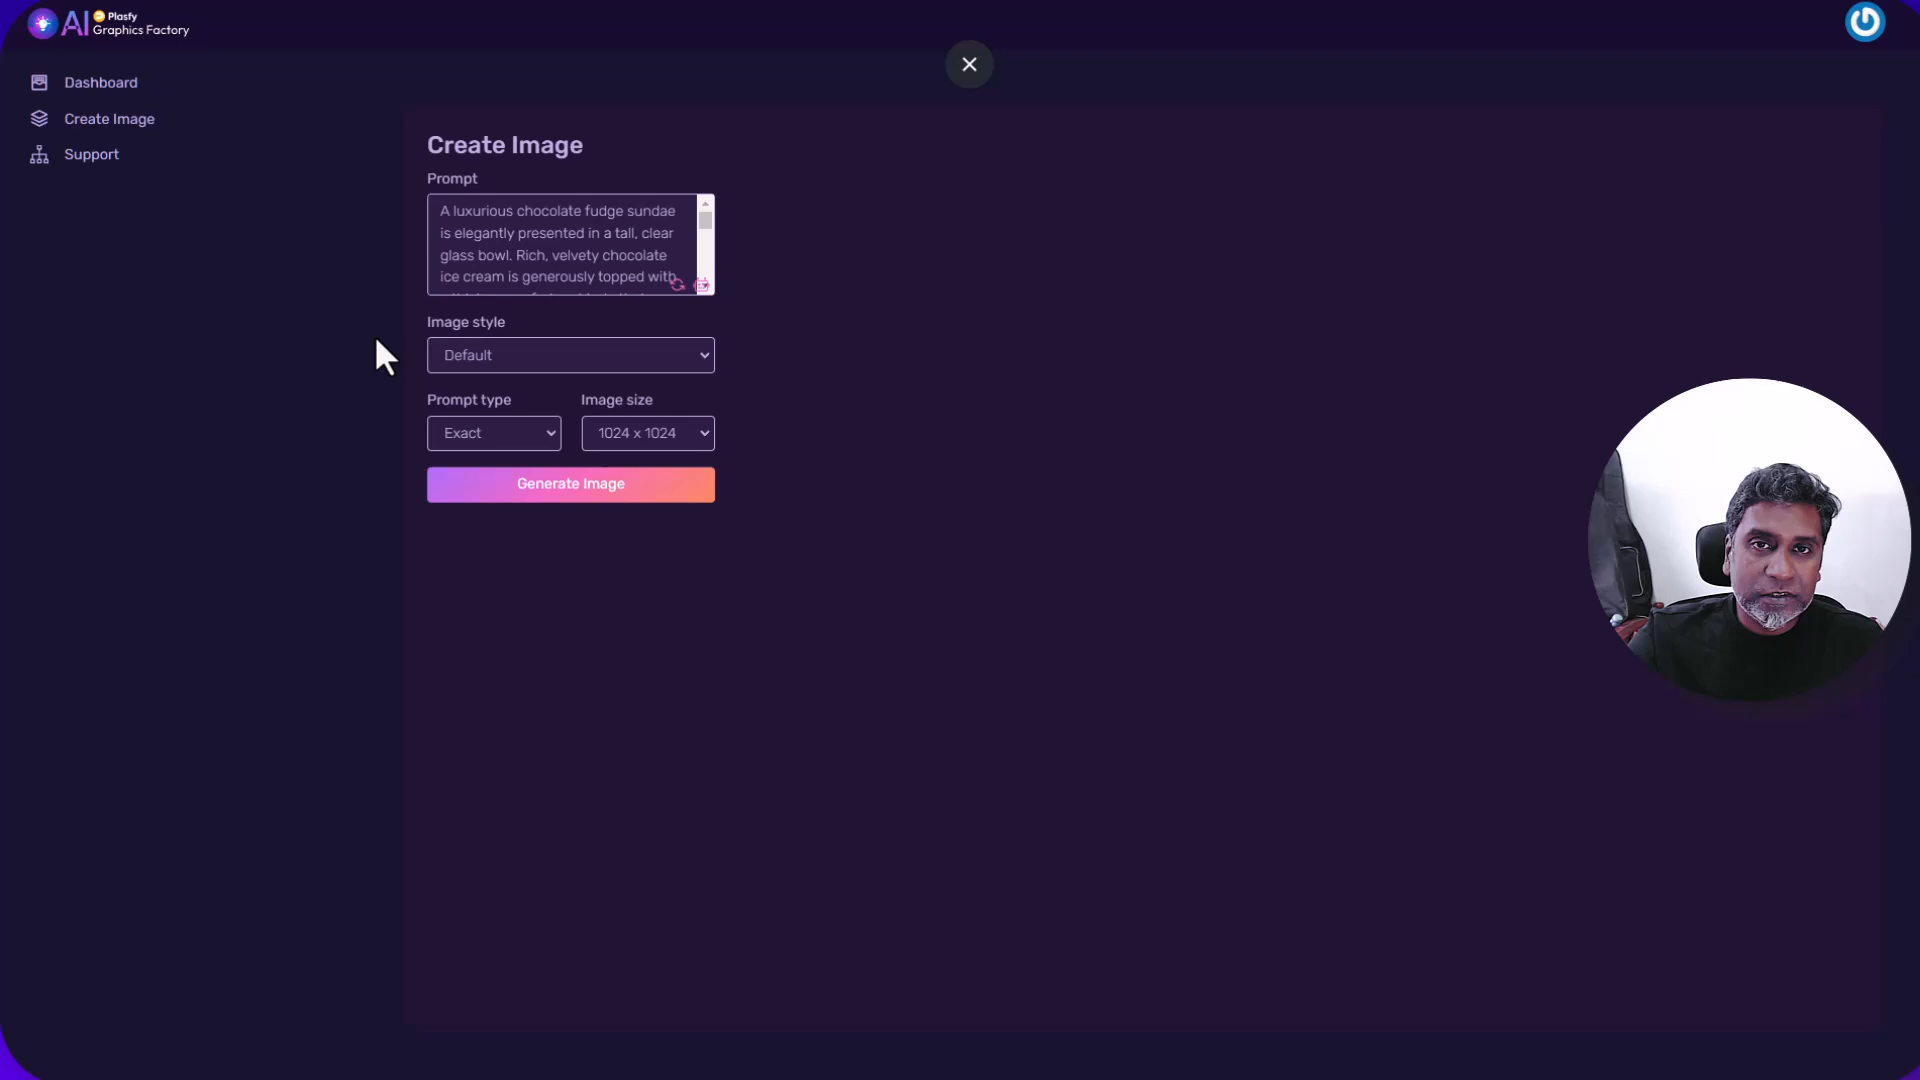 AI Plasfy
Graphics Factory
Dashboard
Create Image
Support
Create Image
Prompt
A luxurious chocolate fudge sundae
is elegantly presented in a tall, clear
glass bowl. Rich, velvety chocolate
ice cream is generously topped with
Image style
Default
Prompt type
Image size
Exact
1024 x 1024
Generate Image